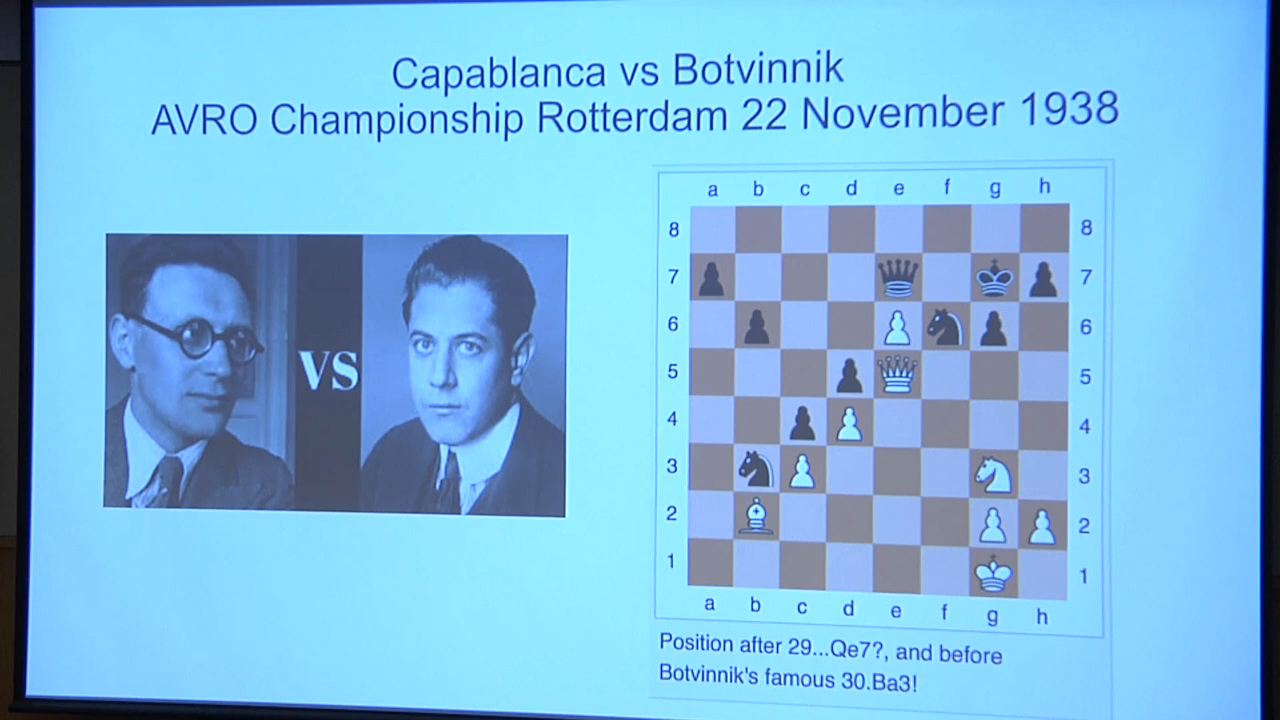 Capablanca vs Botvinnik
AVRO Championship Rotterdam 22 November 1938
VS
a b c d e f g h
8 8
7 7
6 6
5 5
4 4
3 3
2 2
1 1
a b c d e f g h
Position after 29...Qe7?, and before
Botvinnik's famous 30.Ba3!